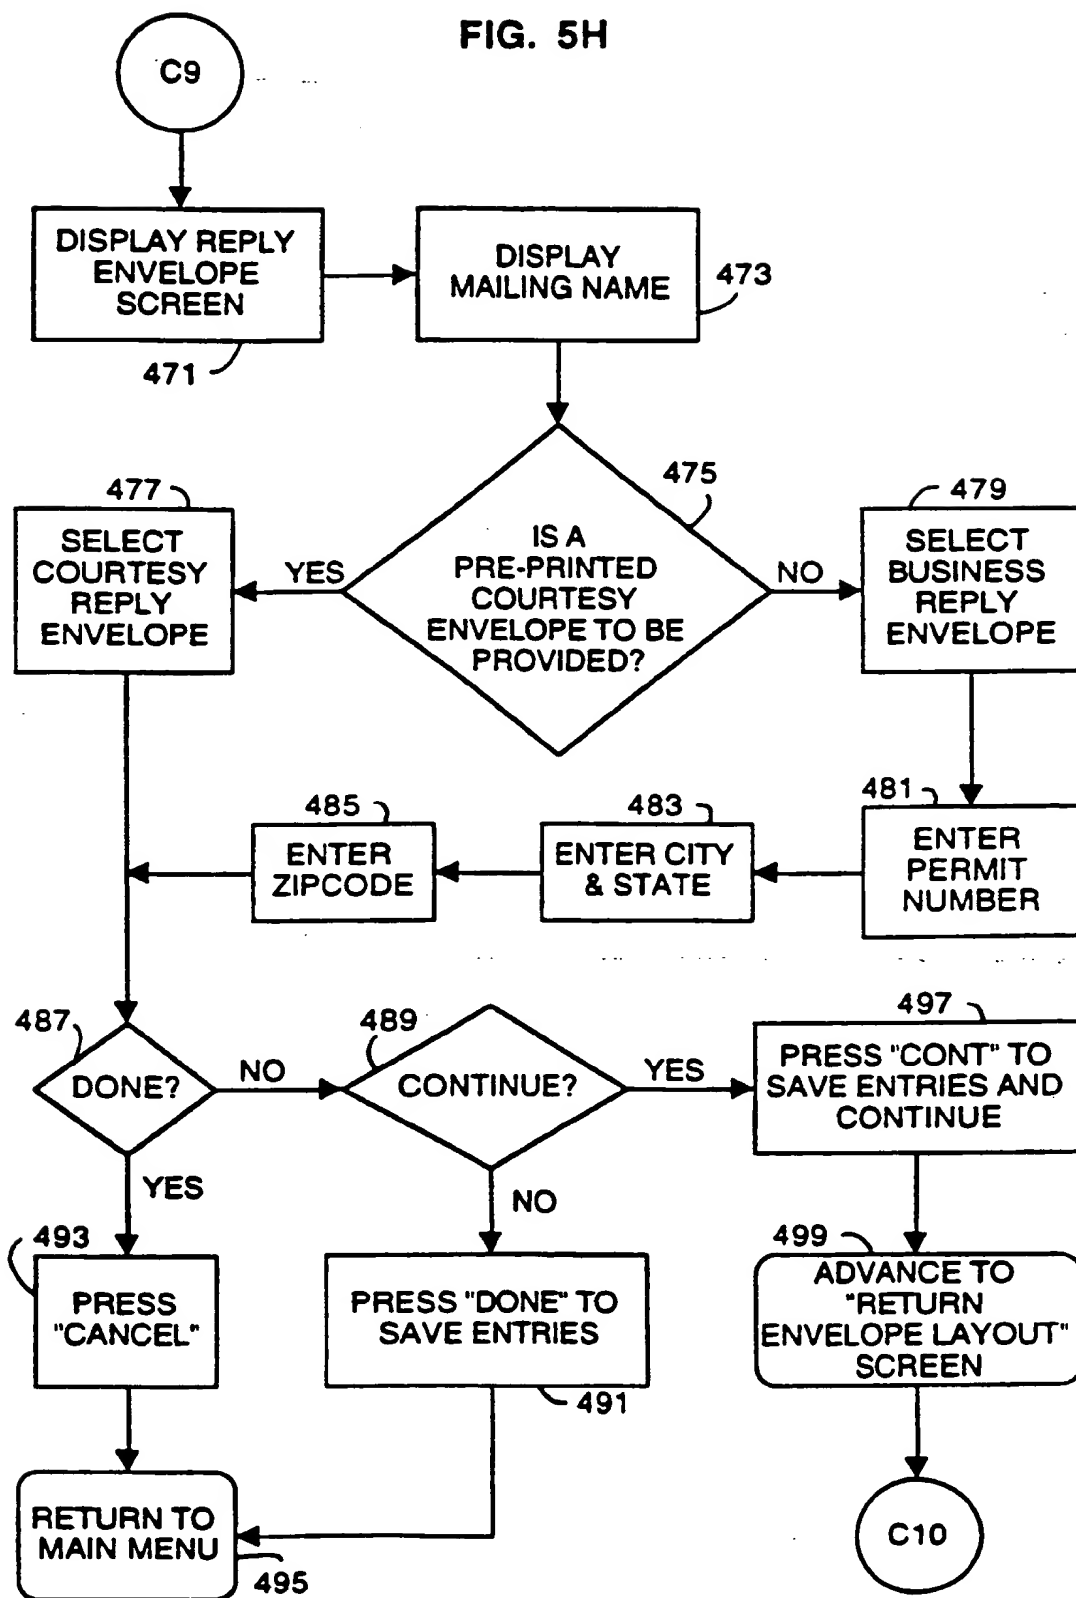 FIG. 5H
C9
DISPLAY REPLY
ENVELOPE
SCREEN
471
DISPLAY
MAILING NAME
473
475
IS A
PRE-PRINTED
COURTESY
ENVELOPE TO BE
PROVIDED?
YES
NO
477
SELECT
COURTESY
REPLY
ENVELOPE
479
SELECT
BUSINESS
REPLY
ENVELOPE
481
ENTER
PERMIT
NUMBER
483
ENTER CITY
& STATE
485
ENTER
ZIPCODE
487
DONE?
NO
YES
489
CONTINUE?
YES
NO
497
PRESS "CONT" TO
SAVE ENTRIES AND
CONTINUE
493
PRESS
"CANCEL"
PRESS "DONE" TO
SAVE ENTRIES
491
499
ADVANCE TO
"RETURN
ENVELOPE LAYOUT"
SCREEN
RETURN TO
MAIN MENU
495
C10